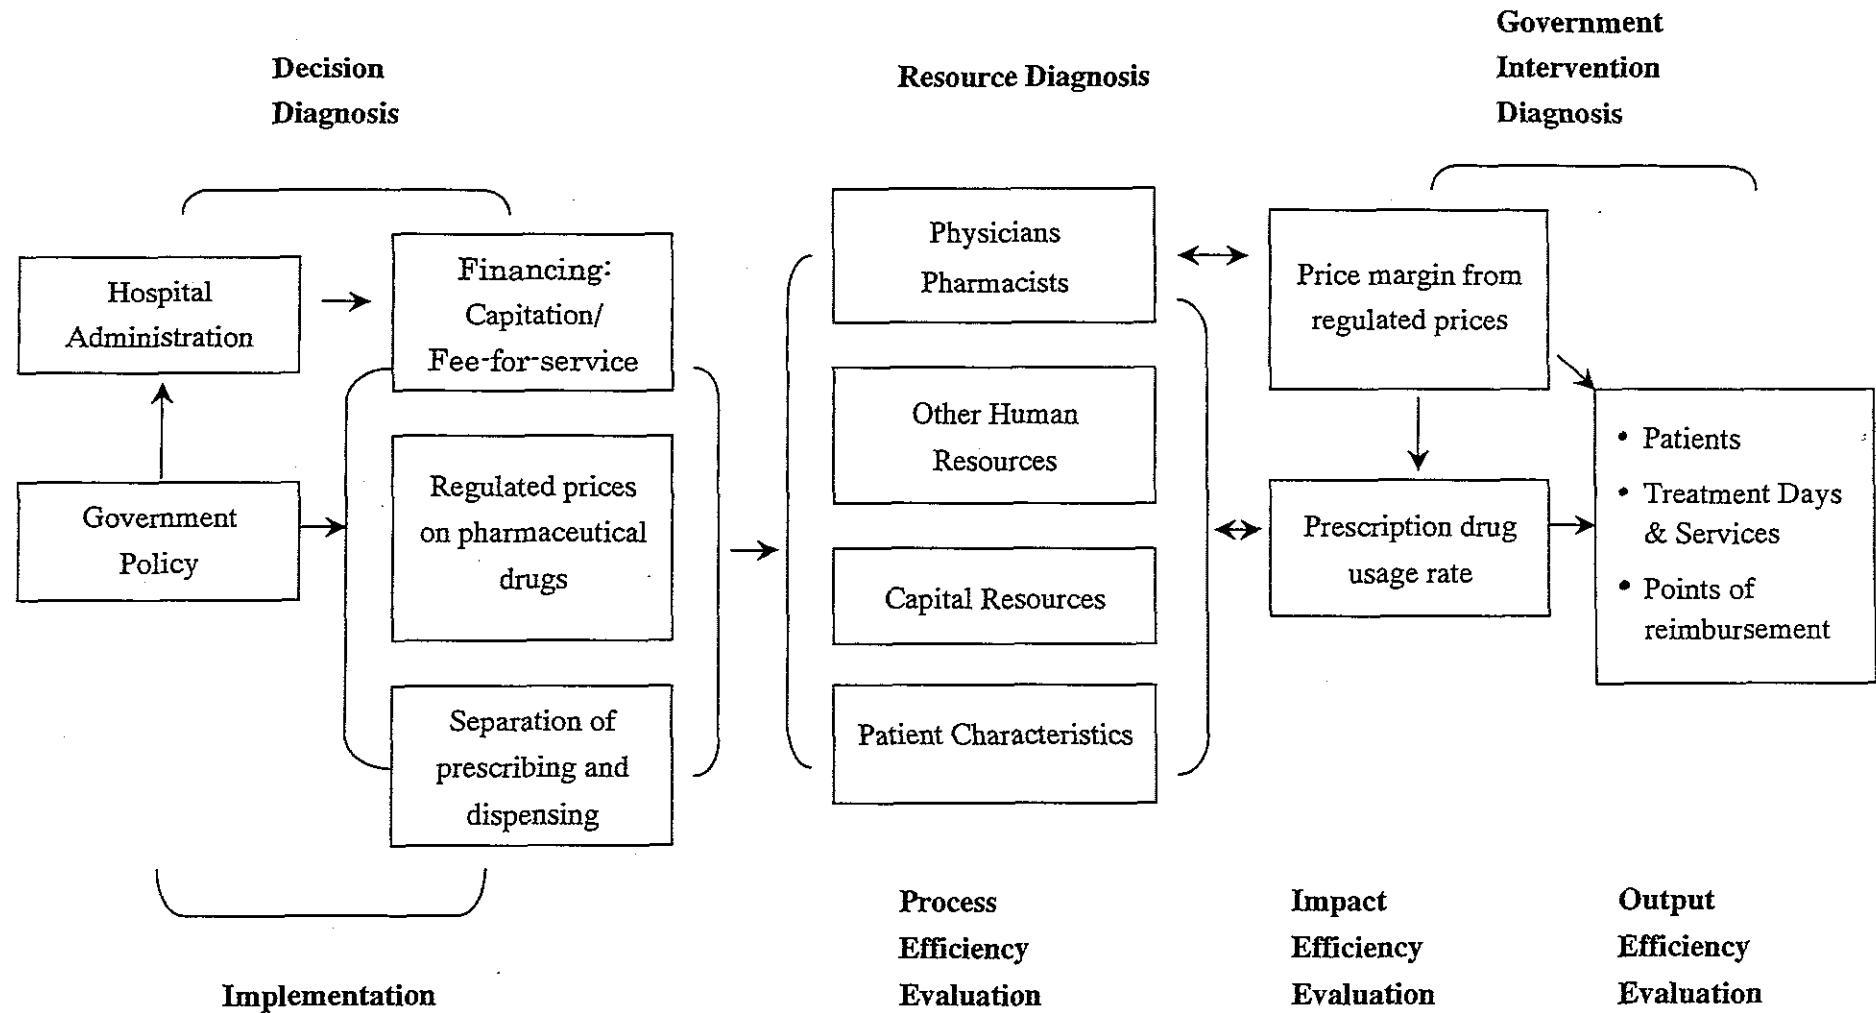 Decision
Diagnosis
Resource Diagnosis
Government
Intervention
Diagnosis
Hospital
Administration
Government
Policy
Financing:
Capitation/
Fee-for-service
Regulated prices
on pharmaceutical
drugs
Separation of
prescribing and
dispensing
Physicians
Pharmacists
Other Human
Resources
Capital Resources
Patient Characteristics
Price margin from
regulated prices
Prescription drug
usage rate
• Patients
• Treatment Days
& Services
• Points of
reimbursement
Implementation
Process
Efficiency
Evaluation
Impact
Efficiency
Evaluation
Output
Efficiency
Evaluation